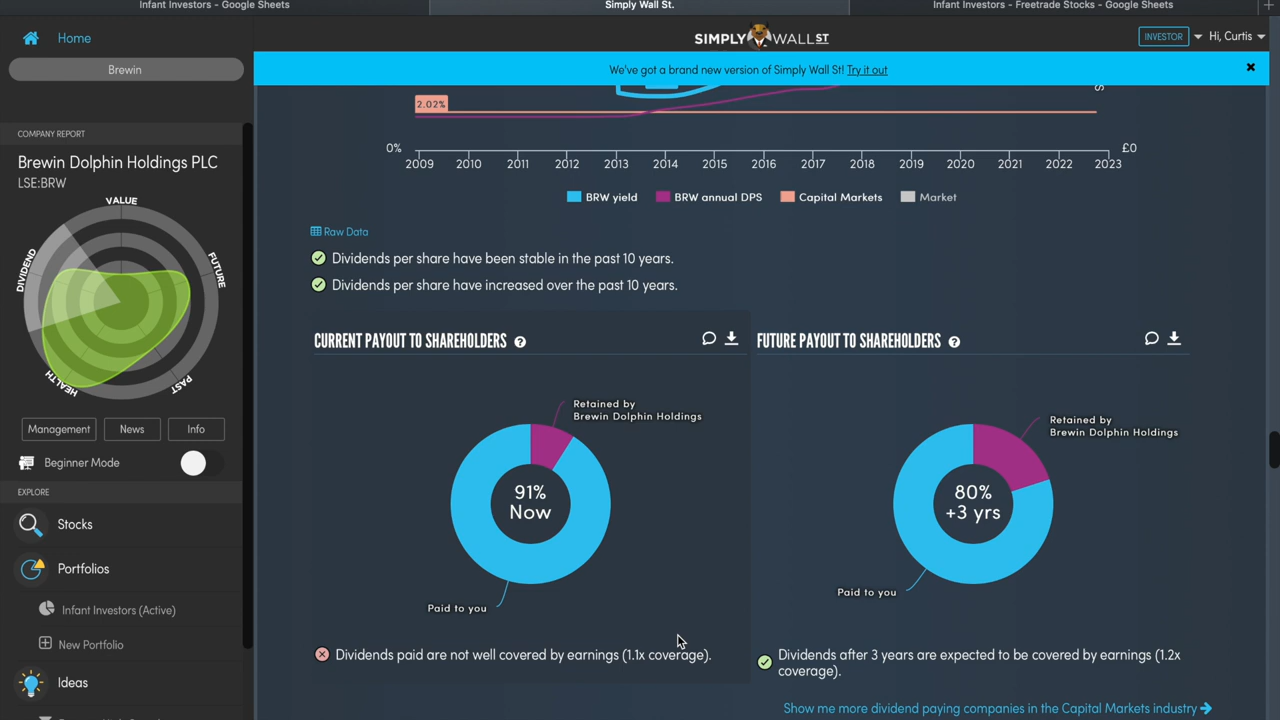 Infant Investors - Google Sheets
Simply Wall St.
Infant Investors - Freetrade Stocks - Google Sheets
Home
Brewin
SIMPLY WALL ST
INVESTOR
Hi, Curtis
We've got a brand new version of Simply Wall St! Try it out
COMPANY REPORT
Brewin Dolphin Holdings PLC
LSE:BRW
VALUE
FUTURE
PAST
HEALTH
DIVIDEND
Management
News
Info
Beginner Mode
EXPLORE
Stocks
Portfolios
Infant Investors (Active)
New Portfolio
Ideas
2.02%
0%
£0
2009 2010 2011 2012 2013 2014 2015 2016 2017 2018 2019 2020 2021 2022 2023
BRW yield BRW annual DPS Capital Markets Market
Raw Data
Dividends per share have been stable in the past 10 years.
Dividends per share have increased over the past 10 years.
CURRENT PAYOUT TO SHAREHOLDERS
Retained by
Brewin Dolphin Holdings
91%
Now
Paid to you
Dividends paid are not well covered by earnings (1.1x coverage).
FUTURE PAYOUT TO SHAREHOLDERS
Retained by
Brewin Dolphin Holdings
80%
+3 yrs
Paid to you
Dividends after 3 years are expected to be covered by earnings (1.2x
coverage).
Show me more dividend paying companies in the Capital Markets industry